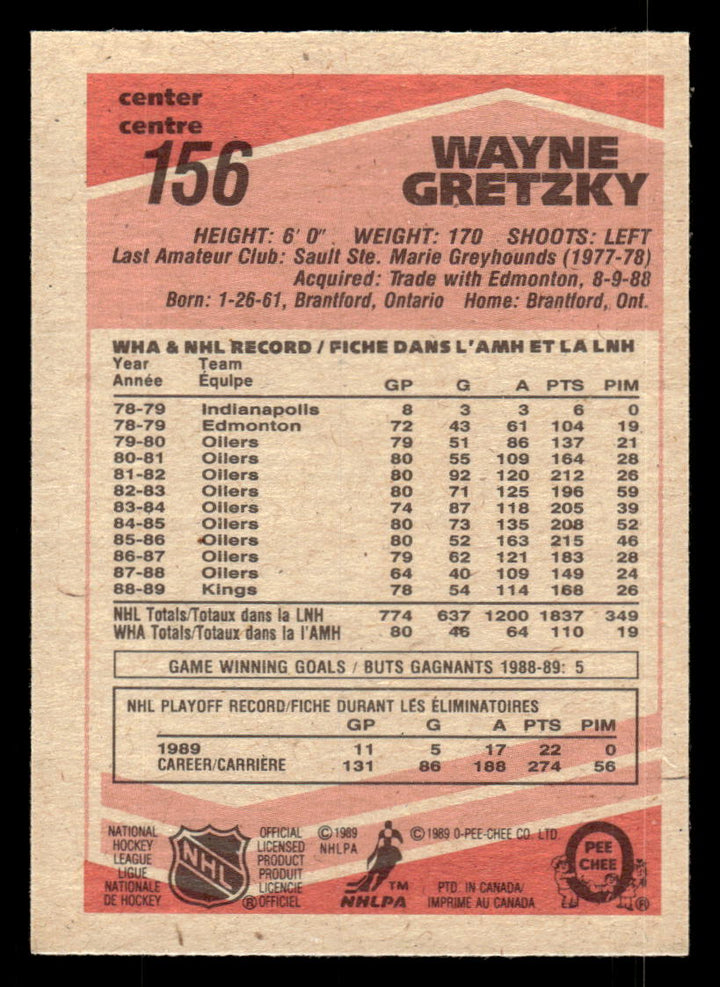 center
centre
156
WAYNE
GRETZKY
HEIGHT: 6' 0" WEIGHT: 170 SHOOTS: LEFT
Last Amateur Club: Sault Ste. Marie Greyhounds (1977-78)
Acquired: Trade with Edmonton, 8-9-88
Born: 1-26-61, Brantford, Ontario Home: Brantford, Ont.
WHA & NHL RECORD / FICHE DANS L'AMH ET LA LNH
Year Team
Année Équipe GP G A PTS PIM
78-79 Indianapolis 8 3 3 6 0
78-79 Edmonton 72 43 61 104 19
79-80 Oilers 79 51 86 137 21
80-81 Oilers 80 55 109 164 28
81-82 Oilers 80 92 120 212 26
82-83 Oilers 80 71 125 196 59
83-84 Oilers 74 87 118 205 39
84-85 Oilers 80 73 135 208 52
85-86 Oilers 80 52 163 215 46
86-87 Oilers 79 62 121 183 28
87-88 Oilers 64 40 109 149 24
88-89 Kings 78 54 114 168 26
NHL Totals/Totaux dans la LNH 774 637 1200 1837 349
WHA Totals/Totaux dans la l'AMH 80 46 64 110 19
GAME WINNING GOALS / BUTS GAGNANTS 1988-89: 5
NHL PLAYOFF RECORD/FICHE DURANT LES ÉLIMINATOIRES
GP G A PTS PIM
1989 11 5 17 22 0
CAREER/CARRIÈRE 131 86 188 274 56
NATIONAL
HOCKEY
LEAGUE
LIGUE
NATIONALE
DE HOCKEY
NHL
OFFICIAL
LICENSED
PRODUCT
PRODUIT
LICENCIE
® OFFICIEL
© 1989
NHLPA
TM
NHLPA
© 1989 O-PEE-CHEE CO. LTD.
PTD. IN CANADA/
IMPRIME AU CANADA
PEE
CHEE
®